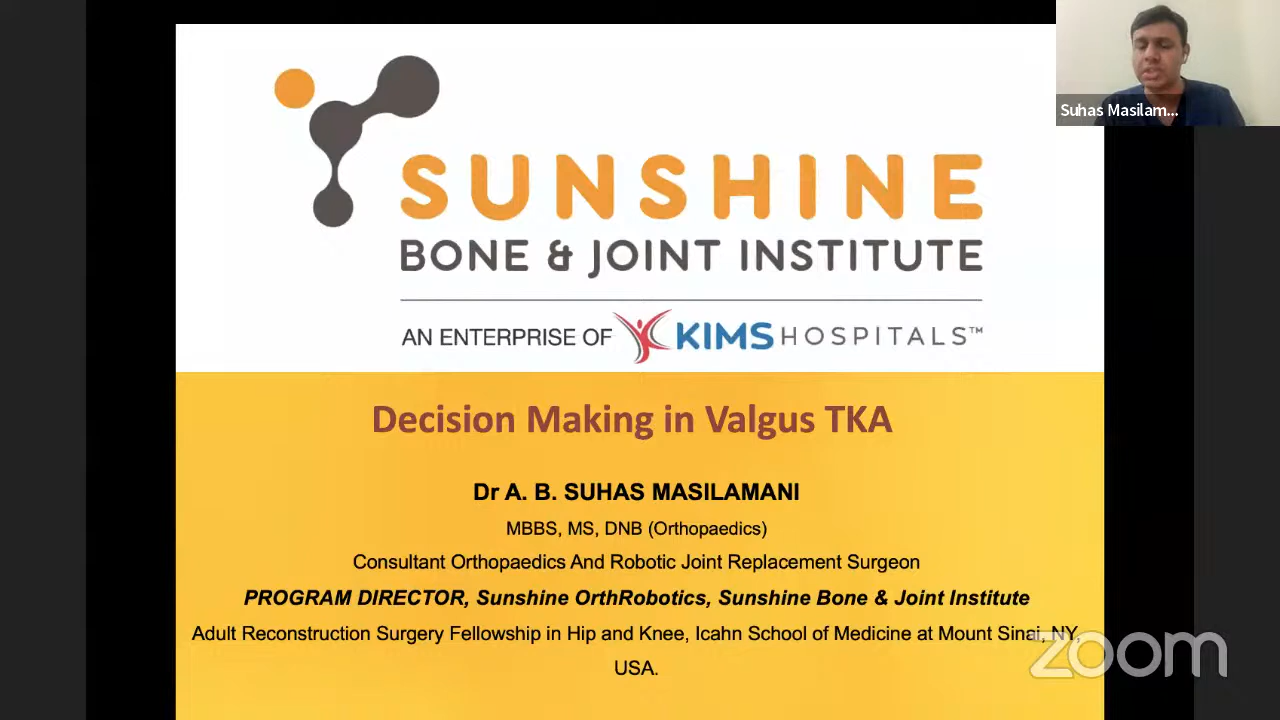 Suhas Masilam...
SUNSHINE
BONE & JOINT INSTITUTE
AN ENTERPRISE OF KIMS HOSPITALS™
Decision Making in Valgus TKA
Dr A. B. SUHAS MASILAMANI
MBBS, MS, DNB (Orthopaedics)
Consultant Orthopaedics And Robotic Joint Replacement Surgeon
PROGRAM DIRECTOR, Sunshine OrthRobotics, Sunshine Bone & Joint Institute
Adult Reconstruction Surgery Fellowship in Hip and Knee, Icahn School of Medicine at Mount Sinai, NY,
USA.
zoom